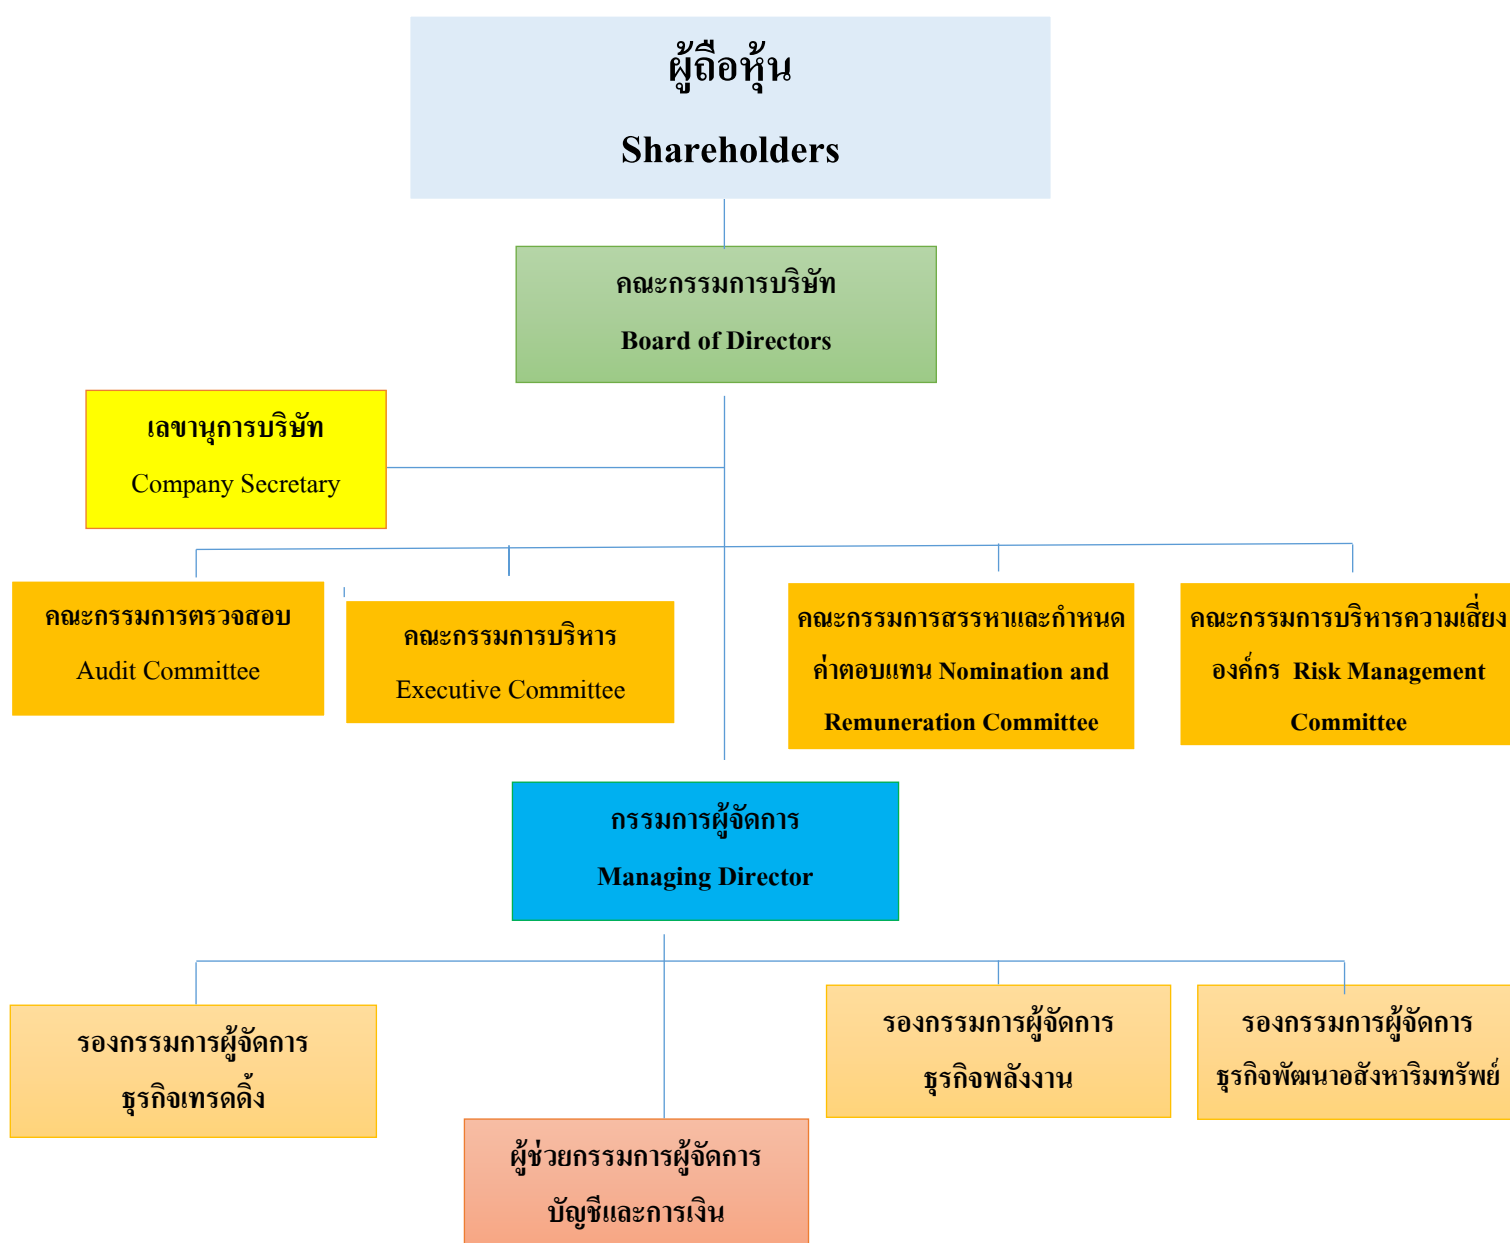 ผู้ถือหุ้น
Shareholders
คณะกรรมการบริษัท
Board of Directors
เลขานุการบริษัท
Company Secretary
คณะกรรมการตรวจสอบ
Audit Committee
คณะกรรมการบริหาร
Executive Committee
คณะกรรมการสรรหาและกำหนด
ค่าตอบแทน Nomination and
Remuneration Committee
คณะกรรมการบริหารความเสี่ยง
องค์กร Risk Management
Committee
กรรมการผู้จัดการ
Managing Director
รองกรรมการผู้จัดการ
ธุรกิจเทรดดิ้ง
ผู้ช่วยกรรมการผู้จัดการ
บัญชีและการเงิน
รองกรรมการผู้จัดการ
ธุรกิจพลังงาน
รองกรรมการผู้จัดการ
ธุรกิจพัฒนาอสังหาริมทรัพย์